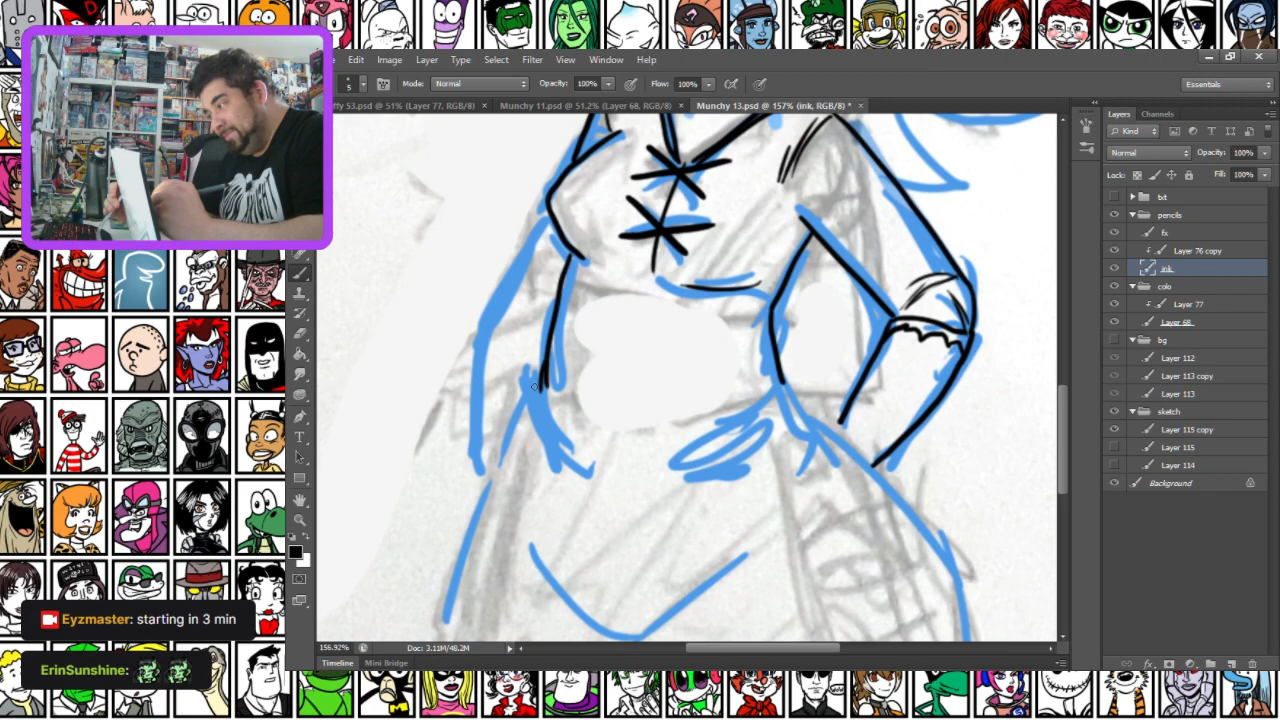 Edit Image Layer Type Select Filter View Window Help
5 Mode: Normal Opacity: 100% Flow: 100% Essentials
ffy 53.psd @ 51% (Layer 77, RGB/8) × Munchy 11.psd @ 51.2% (Layer 68, RGB/8) × Munchy 13.psd @ 157% (ink, RGB/8) * ×
Layers Channels
Kind
Normal Opacity: 100%
Lock: Fill: 100%
txt
pencils
fx
Layer 76 copy
ink
colo
Layer 77
Layer 68
bg
Layer 112
Layer 113 copy
Layer 113
sketch
Layer 115 copy
Layer 115
Layer 114
Background
T
Eyzmaster: starting in 3 min
ErinSunshine:
156.92% Doc: 3.11M/48.2M
Timeline Mini Bridge
fx